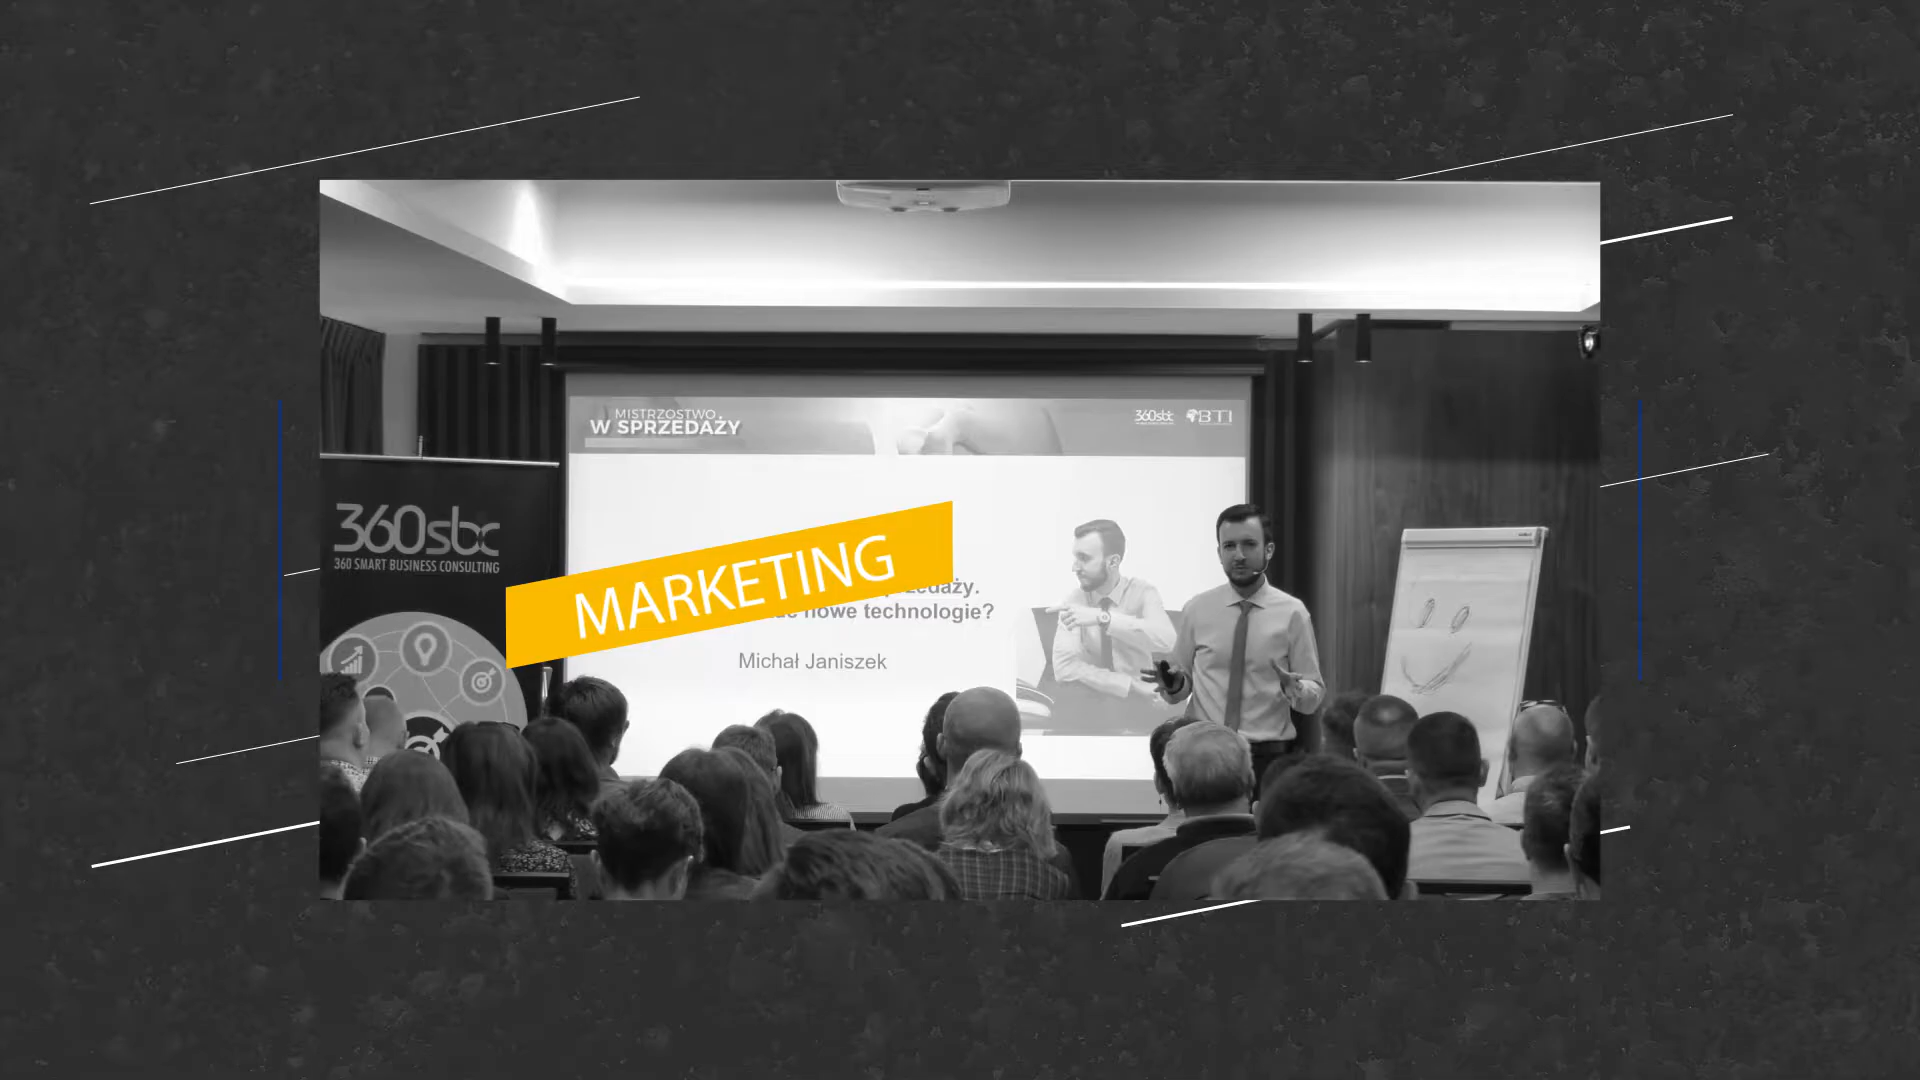 MISTRZOSTWO
W SPRZEDAŻY
360sbc
BTI
360sbc
360 SMART BUSINESS CONSULTING
MARKETING
nowe technologie?
Michał Janiszek